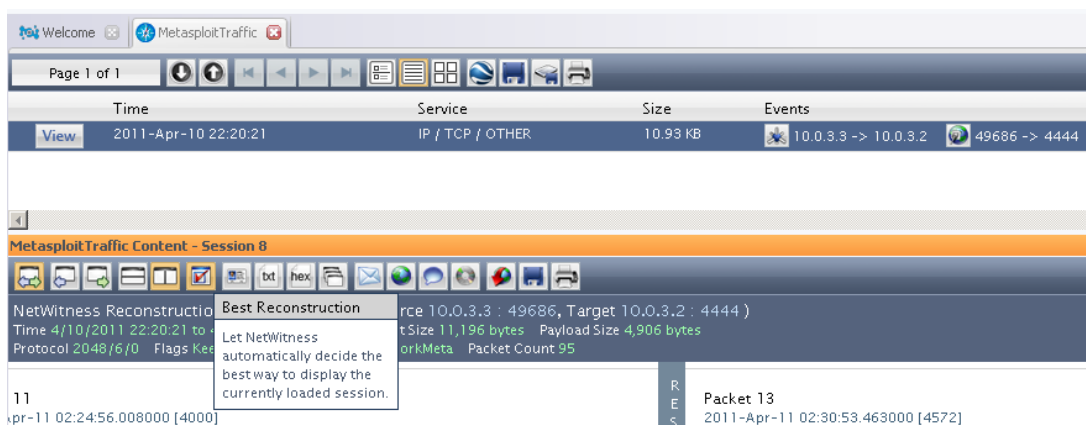 Welcome MetasploitTraffic
Page 1 of 1
Time Service Size Events
View 2011-Apr-10 22:20:21 IP / TCP / OTHER 10.93 KB 10.0.3.3 -> 10.0.3.2 49686 -> 4444
MetasploitTraffic Content - Session 8
txt hex
NetWitness Reconstructio rce 10.0.3.3 : 49686, Target 10.0.3.2 : 4444 )
Time 4/10/2011 22:20:21 to t Size 11,196 bytes Payload Size 4,906 bytes
Protocol 2048/6/0 Flags Kee orkMeta Packet Count 95
Best Reconstruction
Let NetWitness
automatically decide the
best way to display the
currently loaded session.
11
pr-11 02:24:56.008000 [4000]
R
E
S
Packet 13
2011-Apr-11 02:30:53.463000 [4572]